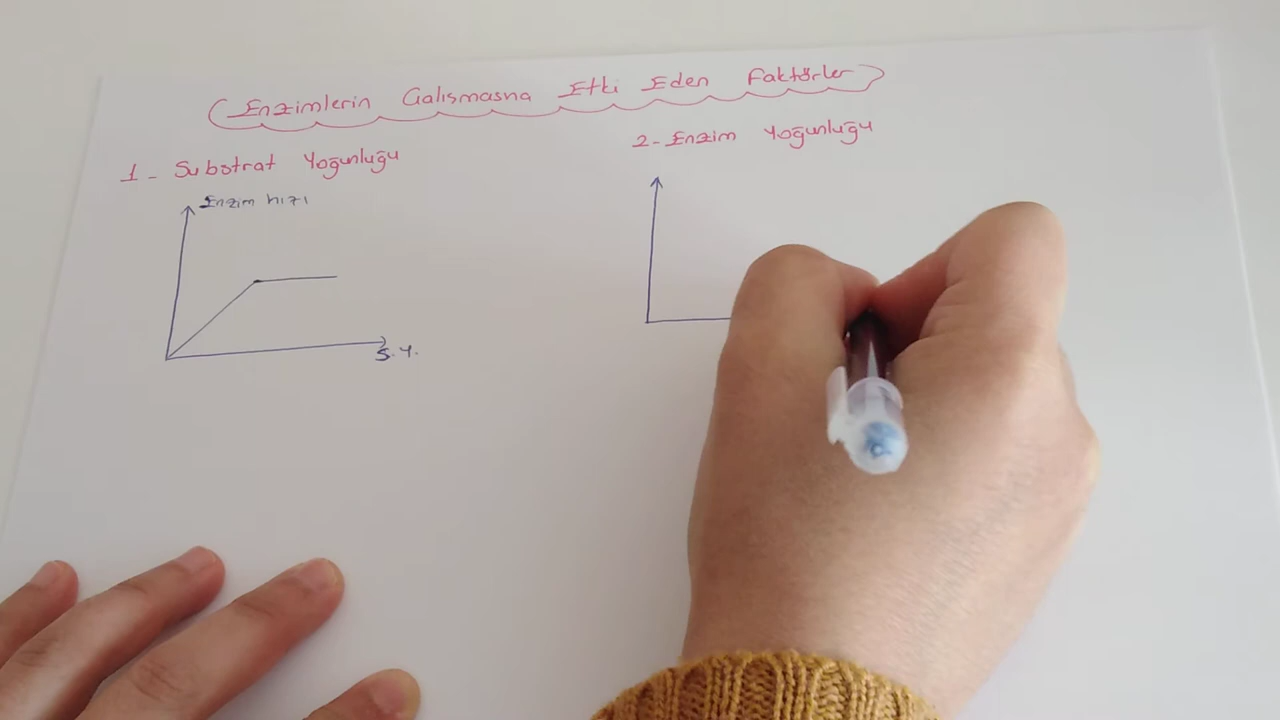 Enzimlerin Çalışmasına Etki Eden Faktörler
1- Substrat Yoğunluğu
Enzim hızı
S.Y.
2- Enzim Yoğunluğu